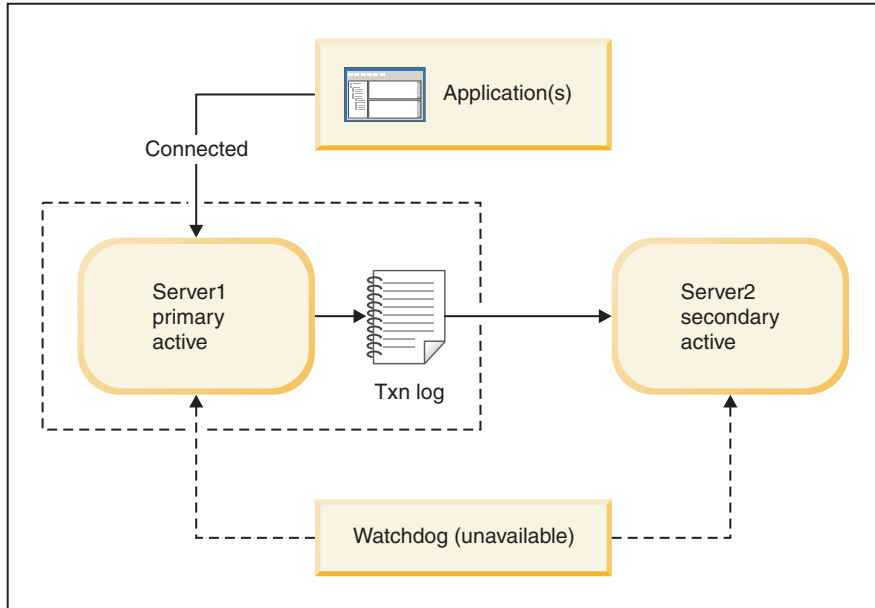 Application(s)
Connected
Server1
primary
active
Txn log
Server2
secondary
active
Watchdog (unavailable)